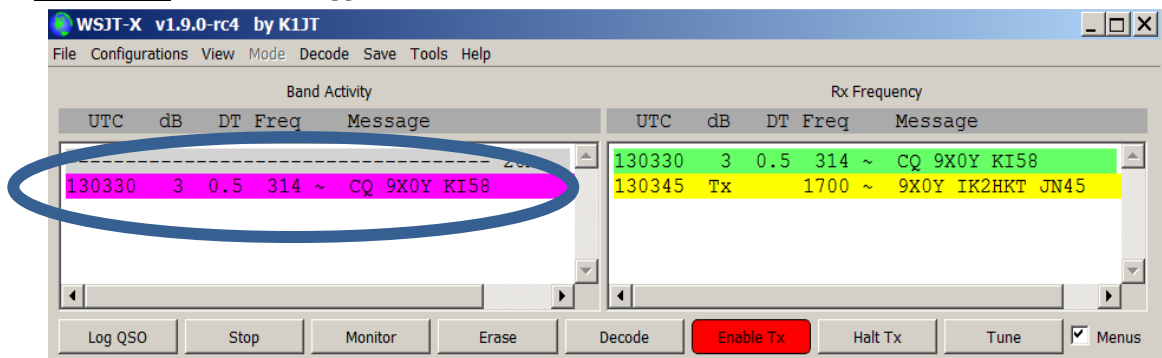 WSJT-X v1.9.0-rc4 by K1JT
File Configurations View Mode Decode Save Tools Help
Band Activity
UTC dB DT Freq Message
130330 3 0.5 314 ~ CQ 9X0Y KI58
Rx Frequency
UTC dB DT Freq Message
130330 3 0.5 314 ~ CQ 9X0Y KI58
130345 Tx 1700 ~ 9X0Y IK2HKT JN45
Log QSO Stop Monitor Erase Decode Enable Tx Halt Tx Tune Menus